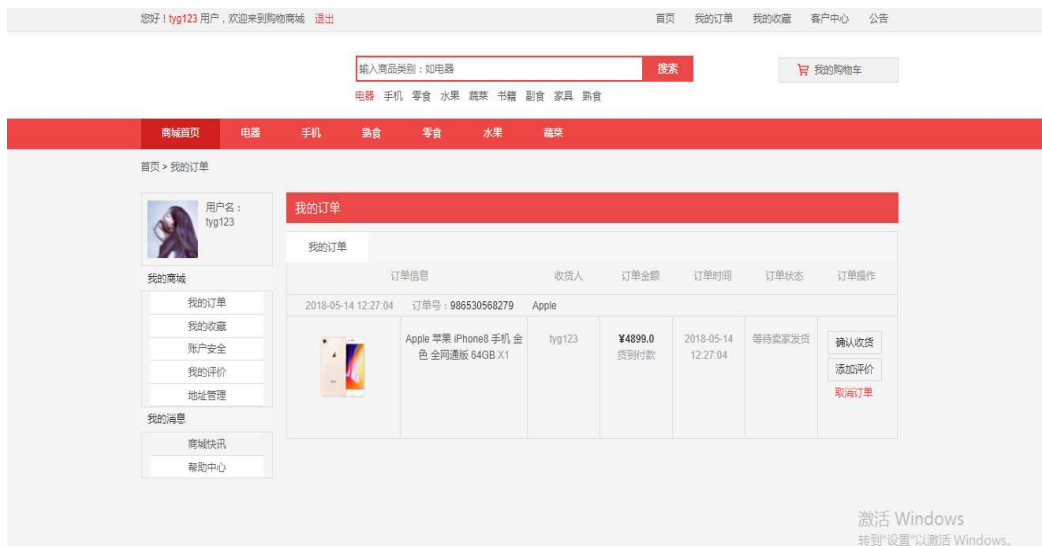 您好！tyg123 用户，欢迎来到购物商城 退出 首页 我的订单 我的收藏 客户中心 公告
输入商品类别：如电器 搜索 我的购物车
电器 手机 零食 水果 蔬菜 书籍 副食 家具 熟食
商城首页 电器 手机 熟食 零食 水果 蔬菜
首页 > 我的订单
用户名：
tyg123
我的商城
我的订单
我的收藏
账户安全
我的评价
地址管理
我的消息
商城快讯
帮助中心
我的订单
我的订单
订单信息 收货人 订单金额 订单时间 订单状态 订单操作
2018-05-14 12:27:04 订单号：986530568279 Apple
Apple 苹果 iPhone8 手机 金
色 全网通版 64GB X1
tyg123
¥4899.0
货到付款
2018-05-14
12:27:04
等待卖家发货
确认收货
添加评价
取消订单
激活 Windows
转到"设置"以激活 Windows。